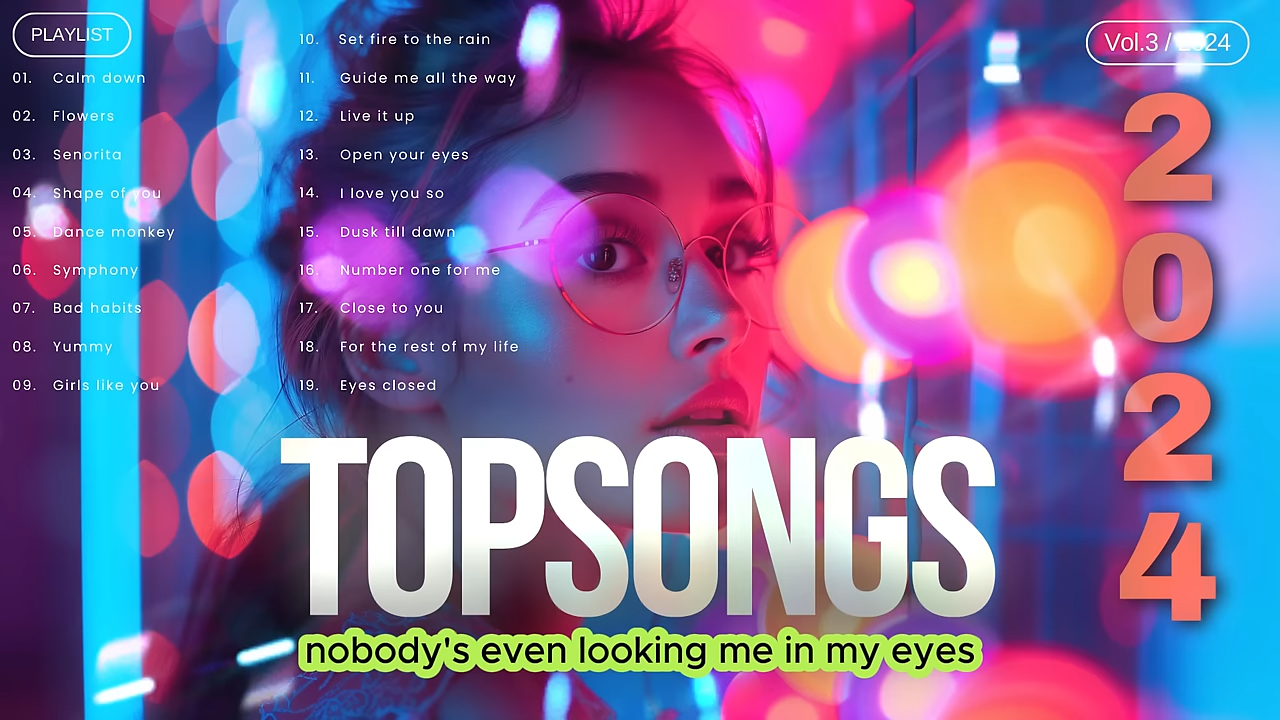 PLAYLIST
01. Calm down
02. Flowers
03. Senorita
04. Shape of you
05. Dance monkey
06. Symphony
07. Bad habits
08. Yummy
09. Girls like you
10. Set fire to the rain
11. Guide me all the way
12. Live it up
13. Open your eyes
14. I love you so
15. Dusk till dawn
16. Number one for me
17. Close to you
18. For the rest of my life
19. Eyes closed
Vol.3 / 2024
2024
TOPSONGS
nobody's even looking me in my eyes